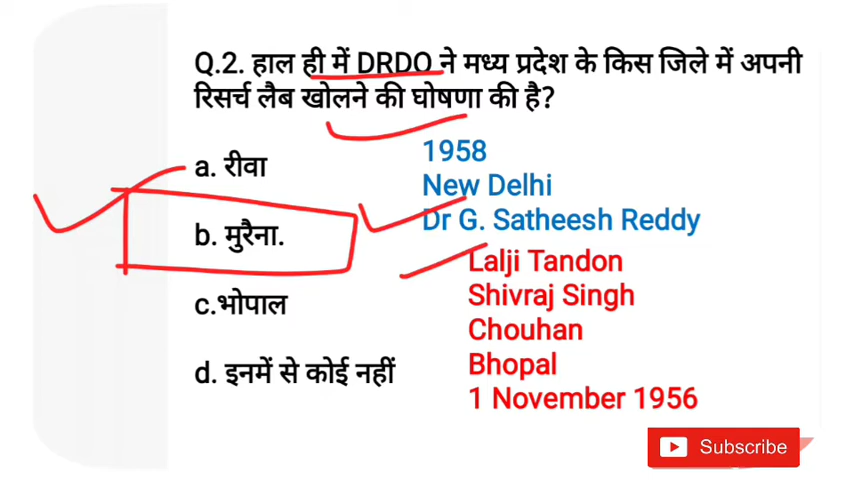 Q.2. हाल ही में DRDO ने मध्य प्रदेश के किस जिले में अपनी
रिसर्च लैब खोलने की घोषणा की है?
a. रीवा
b. मुरैना.
c.भोपाल
d. इनमें से कोई नहीं
1958
New Delhi
Dr G. Satheesh Reddy
Lalji Tandon
Shivraj Singh
Chouhan
Bhopal
1 November 1956
Subscribe